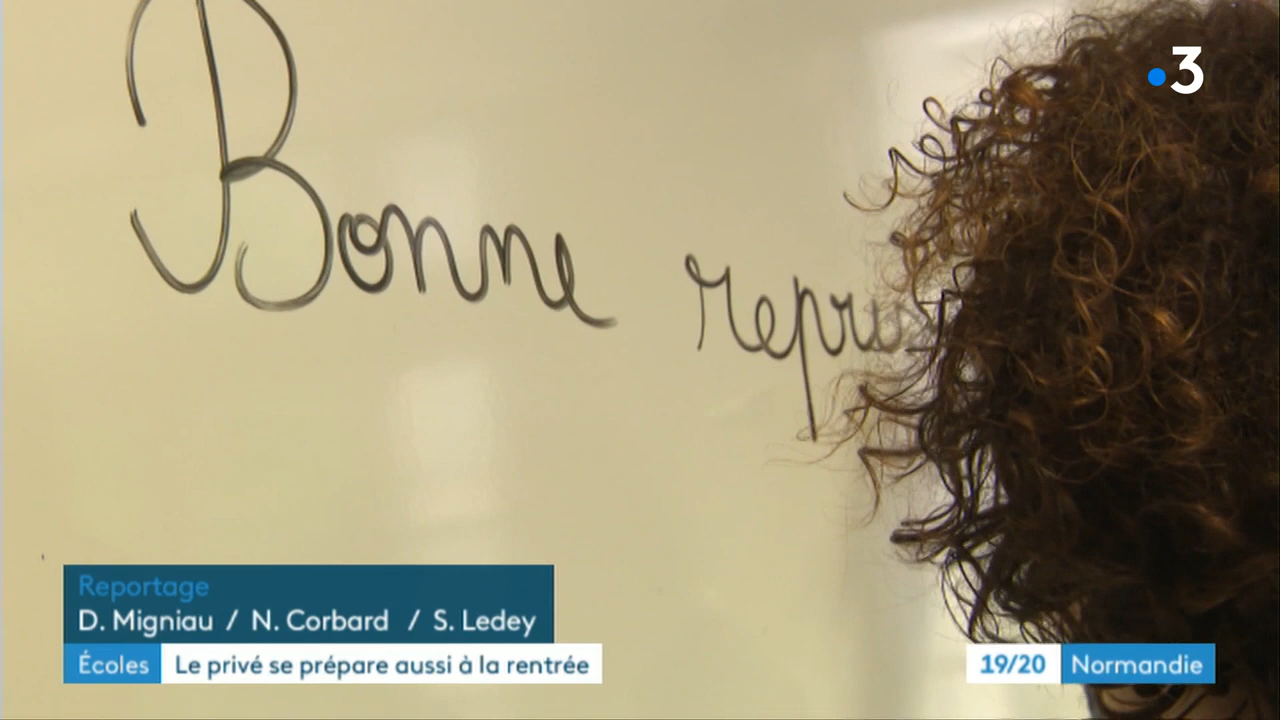 3
Bonne
Reportage
D. Migniau / N. Corbard / S. Ledey
Écoles Le privé se prépare aussi à la rentrée
19/20 Normandie